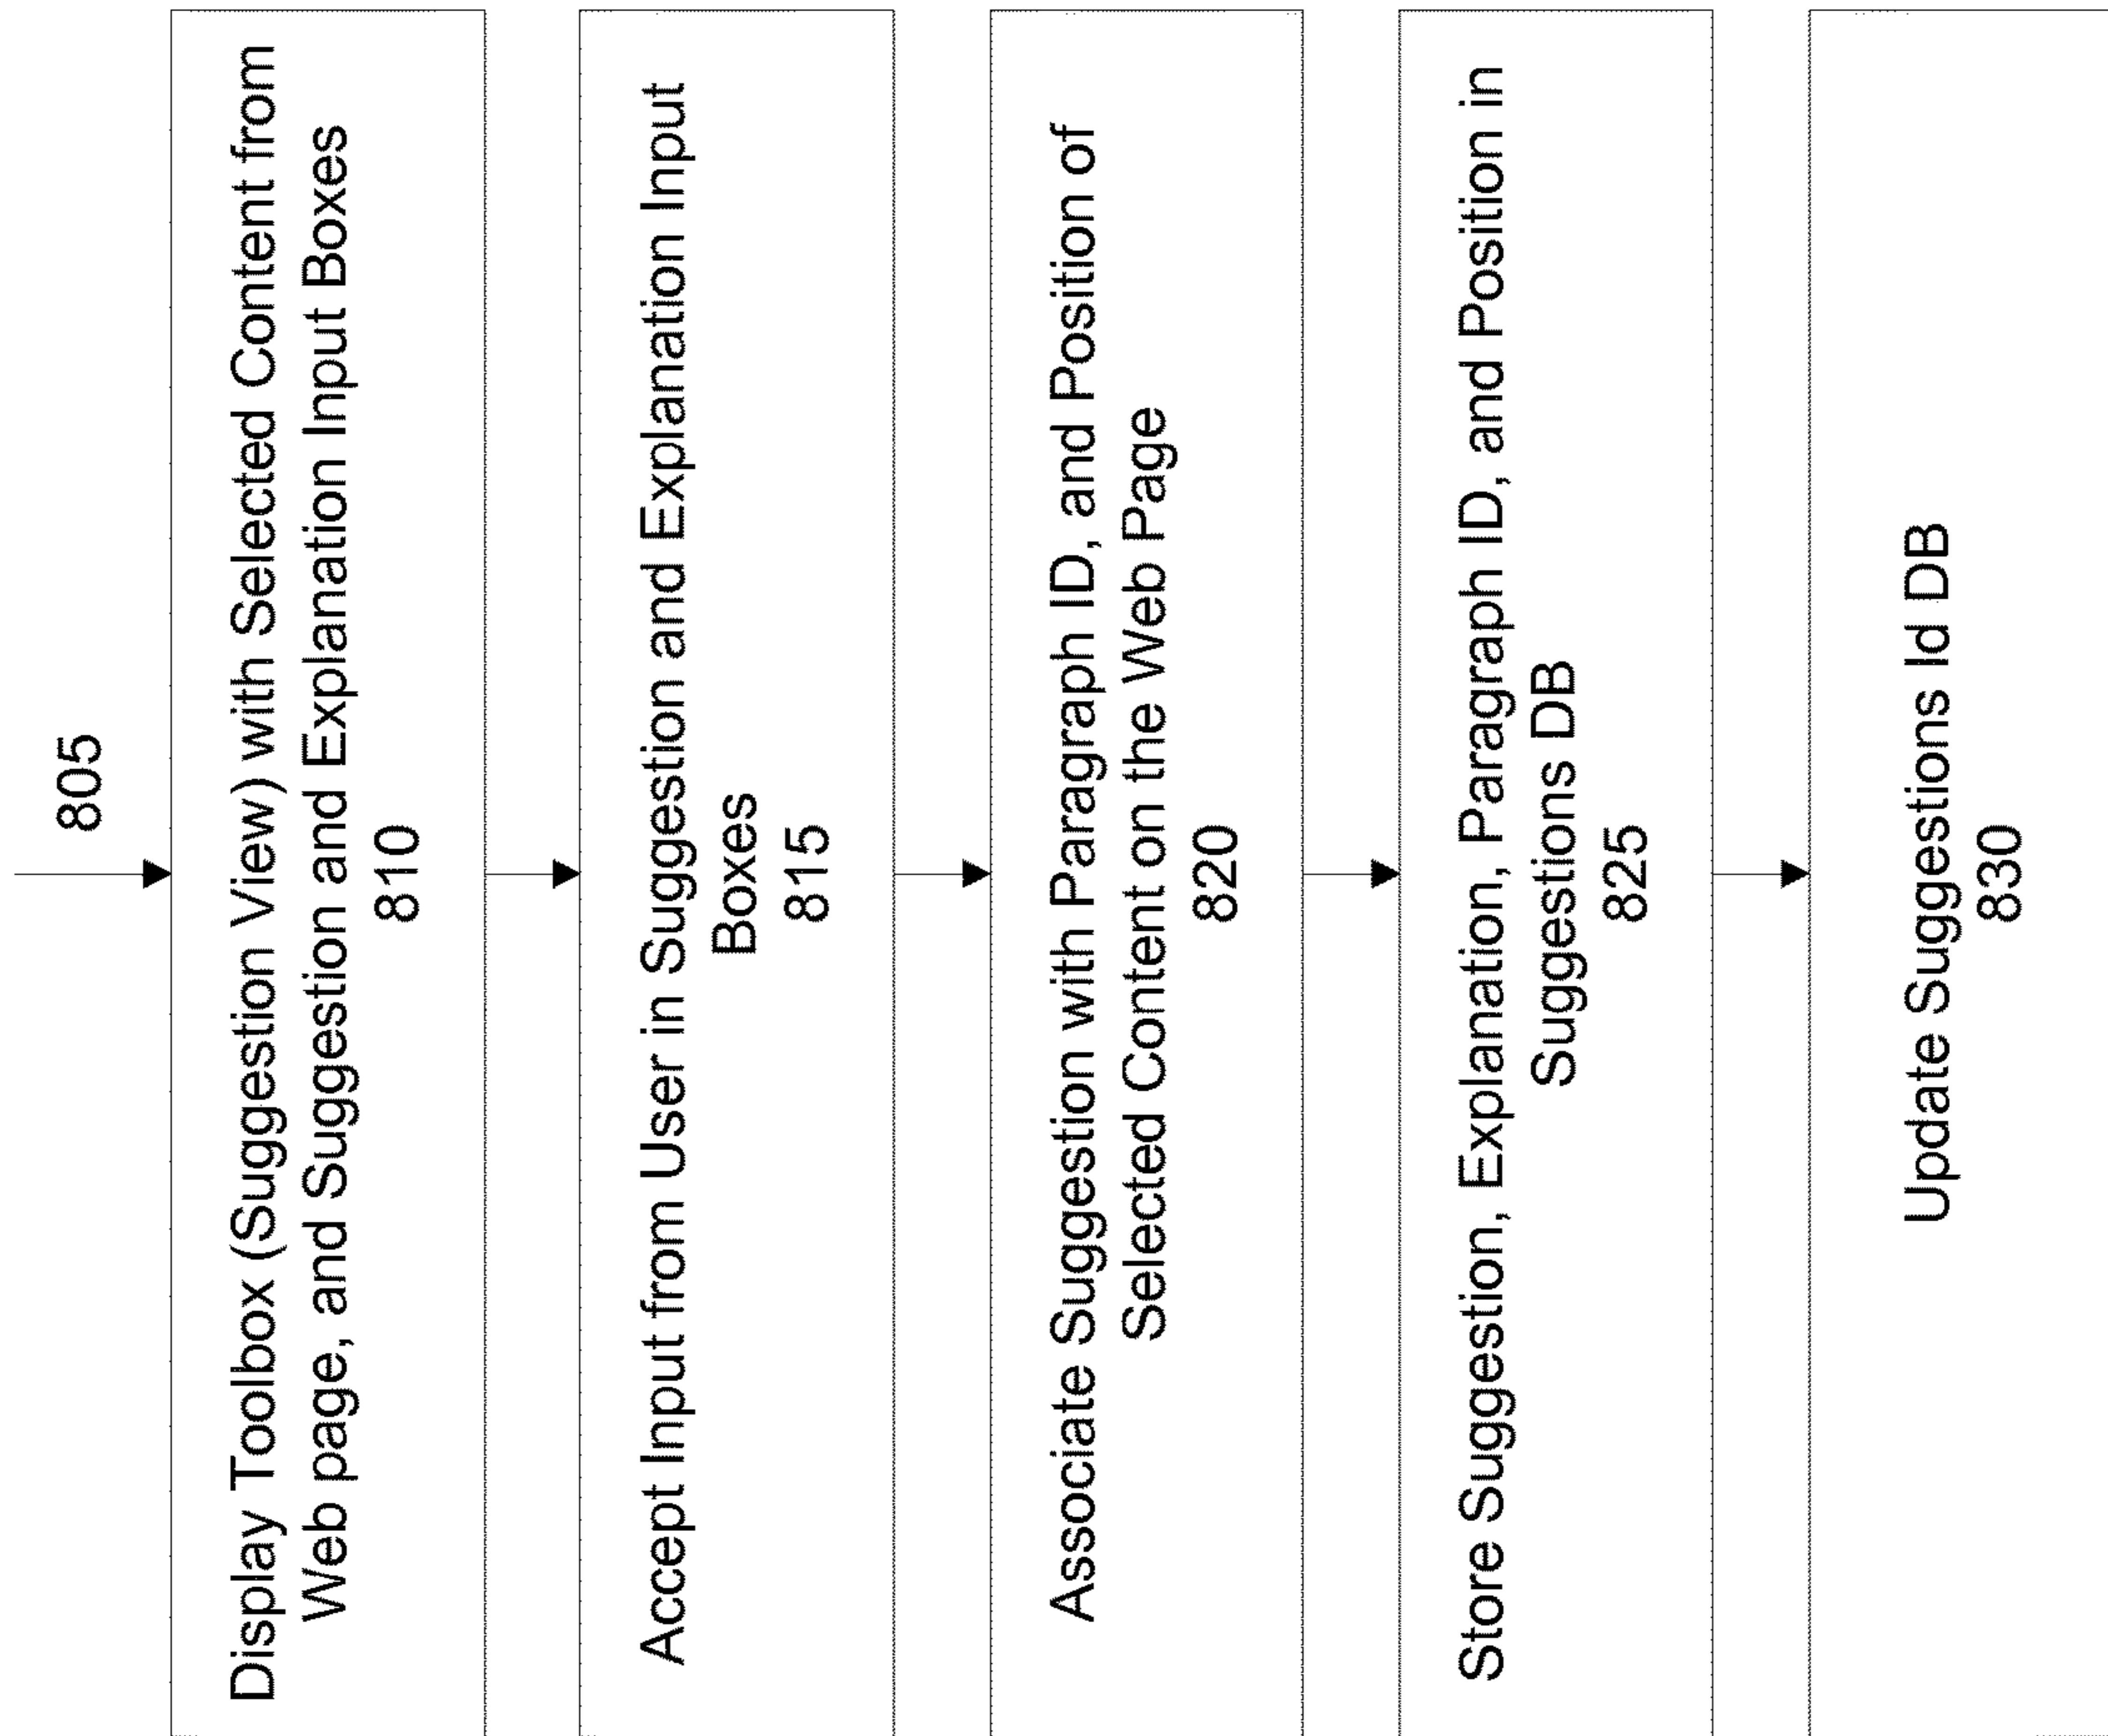 805
Display Toolbox (Suggestion View) with Selected Content from
Web page, and Suggestion and Explanation Input Boxes
810
Accept Input from User in Suggestion and Explanation Input
Boxes
815
Associate Suggestion with Paragraph ID, and Position of
Selected Content on the Web Page
820
Store Suggestion, Explanation, Paragraph ID, and Position in
Suggestions DB
825
Update Suggestions Id DB
830